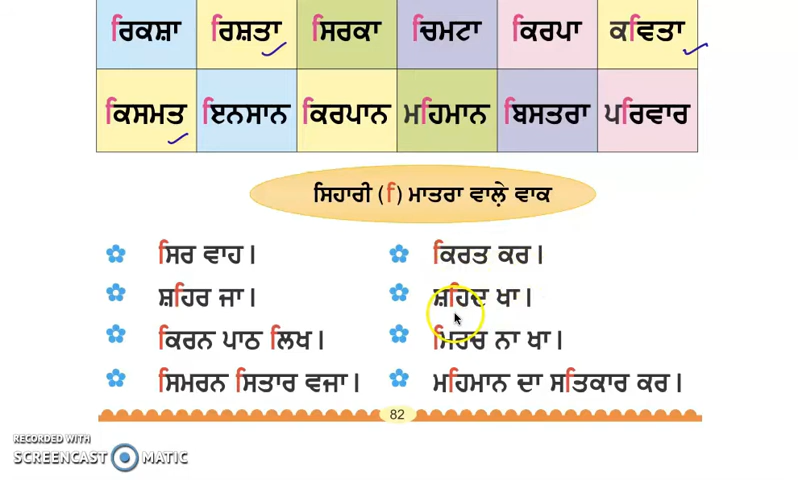 ਰਿਕਸ਼ਾ ਰਿਸ਼ਤਾ ਸਿਰਕਾ ਚਿਮਟਾ ਕਿਰਪਾ ਕਵਿਤਾ
ਕਿਸਮਤ ਇਨਸਾਨ ਕਿਰਪਾਨ ਮਹਿਮਾਨ ਬਿਸਤਰਾ ਪਰਿਵਾਰ
ਸਿਹਾਰੀ (ਿ) ਮਾਤਰਾ ਵਾਲ਼ੇ ਵਾਕ
ਸਿਰ ਵਾਹ। ਕਿਰਤ ਕਰ।
ਸ਼ਹਿਰ ਜਾ। ਸ਼ਹਿਦ ਖਾ।
ਕਿਰਨ ਪਾਠ ਲਿਖ। ਮਿਰਚ ਨਾ ਖਾ।
ਸਿਮਰਨ ਸਿਤਾਰ ਵਜਾ। ਮਹਿਮਾਨ ਦਾ ਸਤਿਕਾਰ ਕਰ।
82
RECORDED WITH
SCREENCAST MATIC